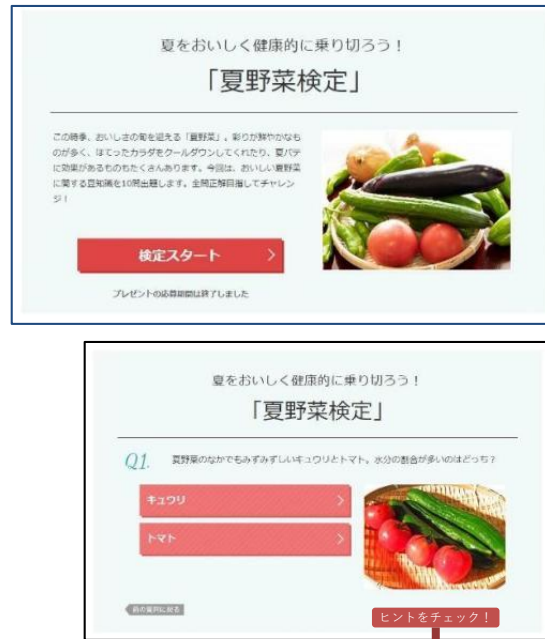 夏をおいしく健康的に乗り切ろう！
「夏野菜検定」
この時季、おいしさの旬を迎える「夏野菜」。彩りが鮮やかなも
のが多く、ほてったカラダをクールダウンしてくれたり、夏バテ
に効果があるものもたくさんあります。今回は、おいしい夏野菜
に関する豆知識を10問出題します。全問正解目指してチャレン
ジ！
検定スタート
プレゼントの応募期間は終了しました
夏をおいしく健康的に乗り切ろう！
「夏野菜検定」
Q1. 夏野菜のなかでもみずみずしいキュウリとトマト。水分の割合が多いのはどっち？
キュウリ
トマト
前の質問に戻る
ヒントをチェック！